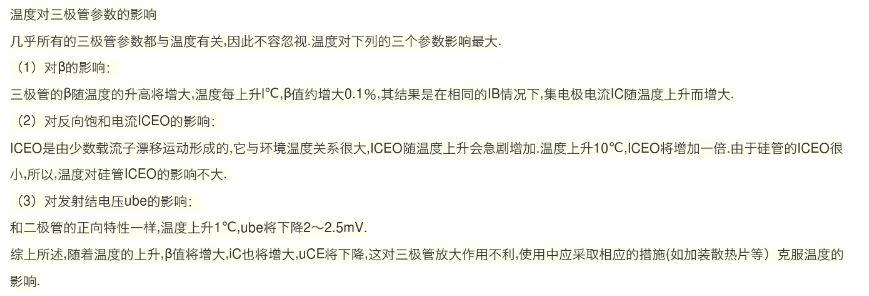 温度对三极管参数的影响
几乎所有的三极管参数都与温度有关,因此不容忽视.温度对下列的三个参数影响最大.
（1）对β的影响：
三极管的β随温度的升高将增大,温度每上升l℃,β值约增大0.1%,其结果是在相同的IB情况下,集电极电流IC随温度上升而增大.
（2）对反向饱和电流ICEO的影响：
ICEO是由少数载流子漂移运动形成的,它与环境温度关系很大,ICEO随温度上升会急剧增加.温度上升10℃,ICEO将增加一倍.由于硅管的ICEO很
小,所以,温度对硅管ICEO的影响不大.
（3）对发射结电压ube的影响：
和二极管的正向特性一样,温度上升1℃,ube将下降2～2.5mV.
综上所述,随着温度的上升,β值将增大,iC也将增大,uCE将下降,这对三极管放大作用不利,使用中应采取相应的措施(如加装散热片等）克服温度的
影响.